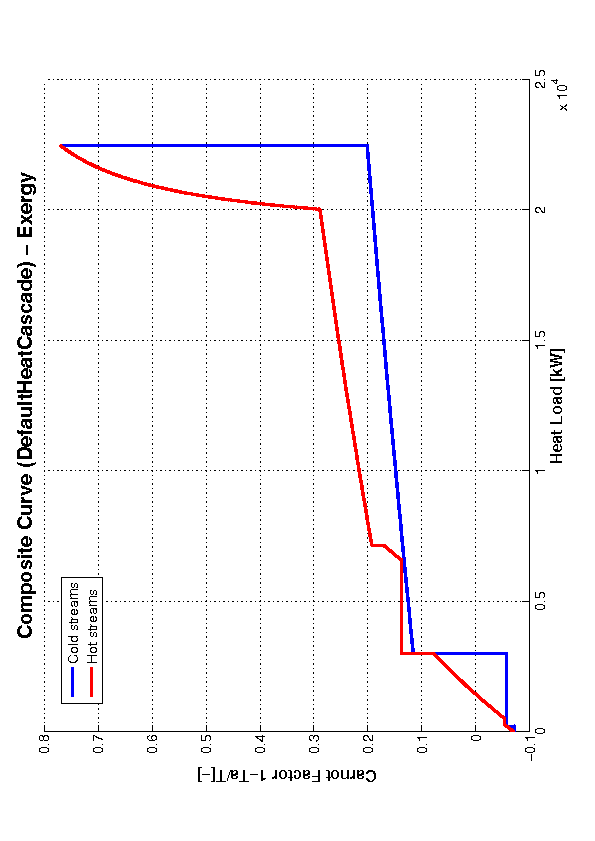 Composite Curve (DefaultHeatCascade) − Exergy
Cold streams
Hot streams
0.8
0.7
0.6
0.5
0.4
0.3
0.2
0.1
0
−0.1
Carnot Factor 1−Ta/T[−]
0
0.5
1
1.5
2
2.5
x 10⁴
Heat Load [kW]